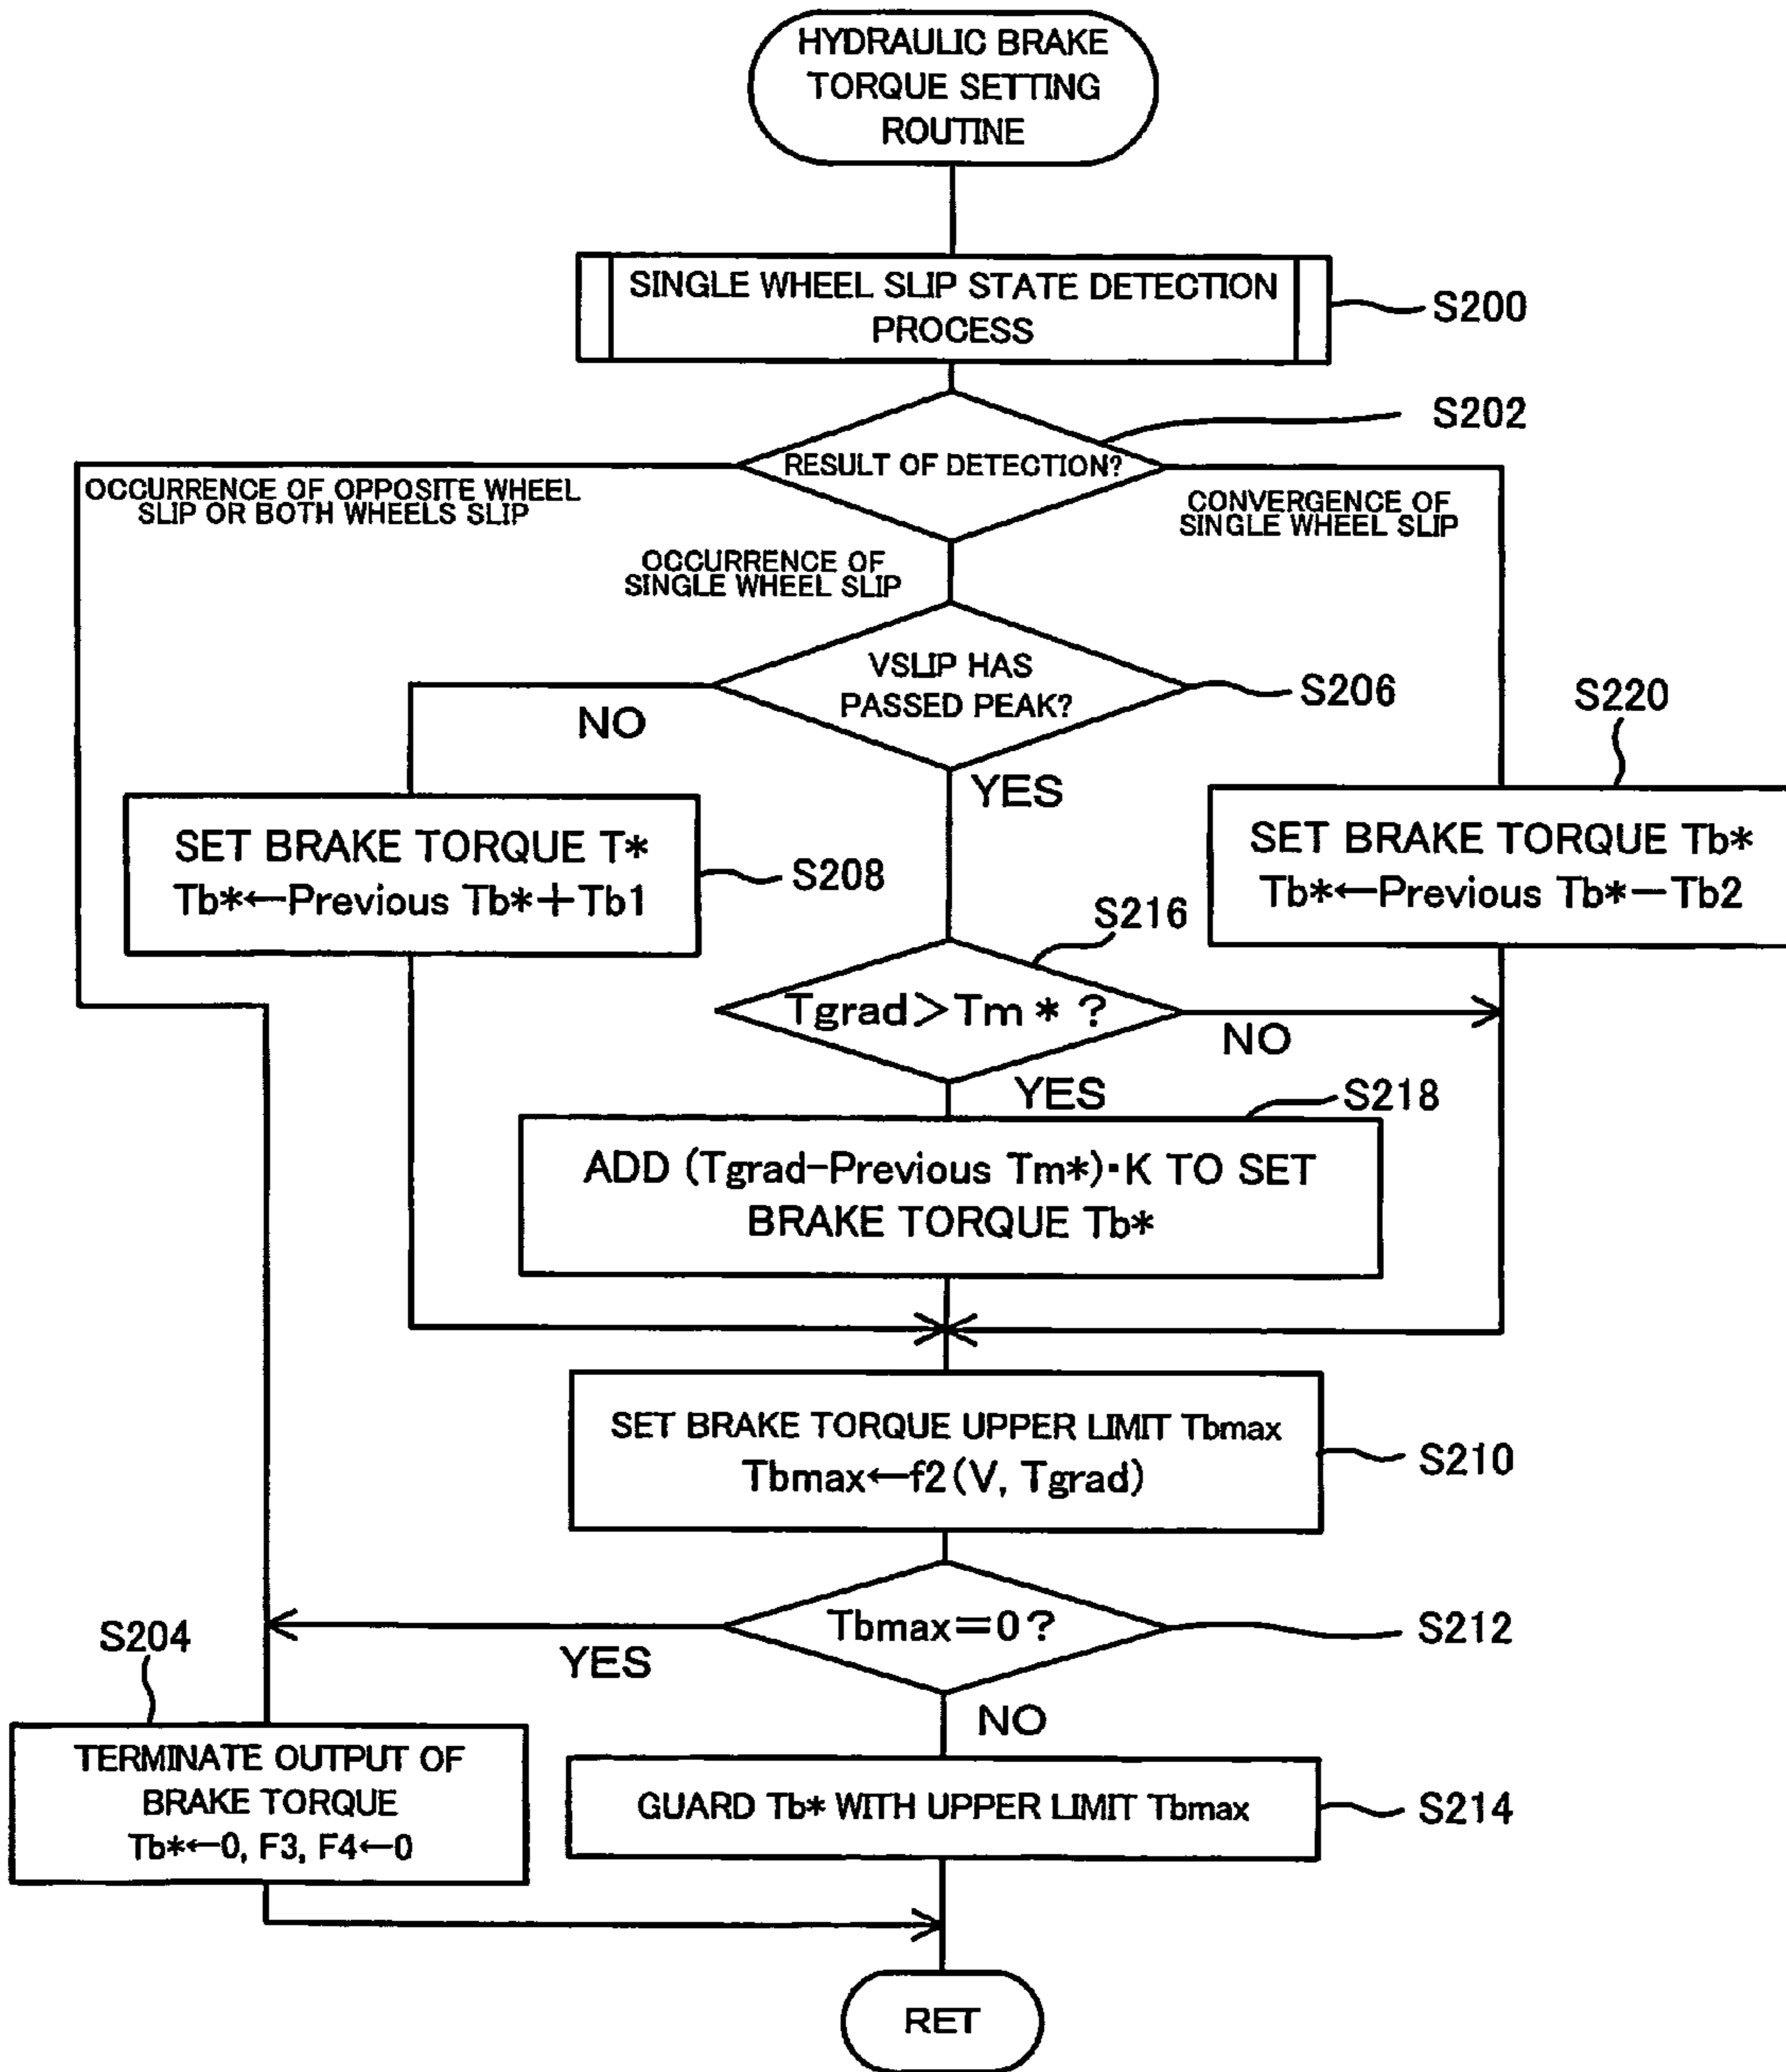 HYDRAULIC BRAKE
TORQUE SETTING
ROUTINE
SINGLE WHEEL SLIP STATE DETECTION
PROCESS
S200
S202
RESULT OF DETECTION?
OCCURRENCE OF OPPOSITE WHEEL
SLIP OR BOTH WHEELS SLIP
CONVERGENCE OF
SINGLE WHEEL SLIP
OCCURRENCE OF
SINGLE WHEEL SLIP
VSLIP HAS
PASSED PEAK?
S206
NO
YES
S220
SET BRAKE TORQUE T*
Tb*←Previous Tb*+Tb1
S208
SET BRAKE TORQUE Tb*
Tb*←Previous Tb*−Tb2
S216
Tgrad>Tm*?
NO
YES
S218
ADD (Tgrad-Previous Tm*)·K TO SET
BRAKE TORQUE Tb*
SET BRAKE TORQUE UPPER LIMIT Tbmax
Tbmax←f2(V, Tgrad)
S210
Tbmax=0?
S212
YES
NO
S204
TERMINATE OUTPUT OF
BRAKE TORQUE
Tb*←0, F3, F4←0
GUARD Tb* WITH UPPER LIMIT Tbmax
S214
RET